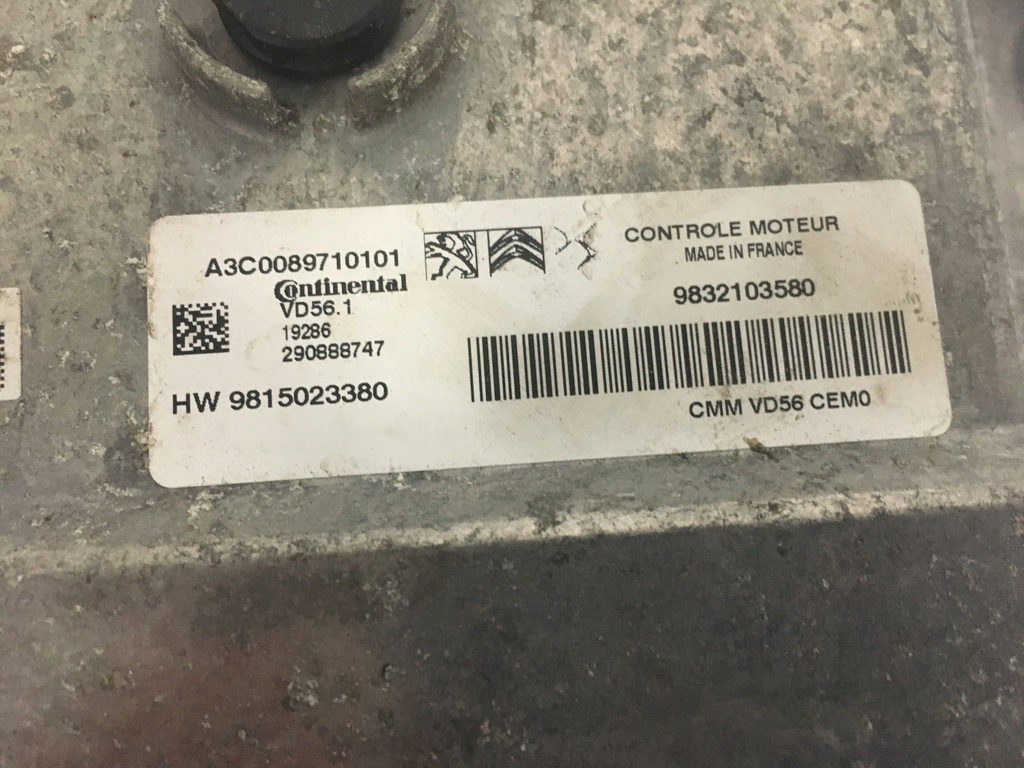 A3C0089710101
Continental
VD56.1
19286
290888747
HW 9815023380
CONTROLE MOTEUR
MADE IN FRANCE
9832103580
CMM VD56 CEM0